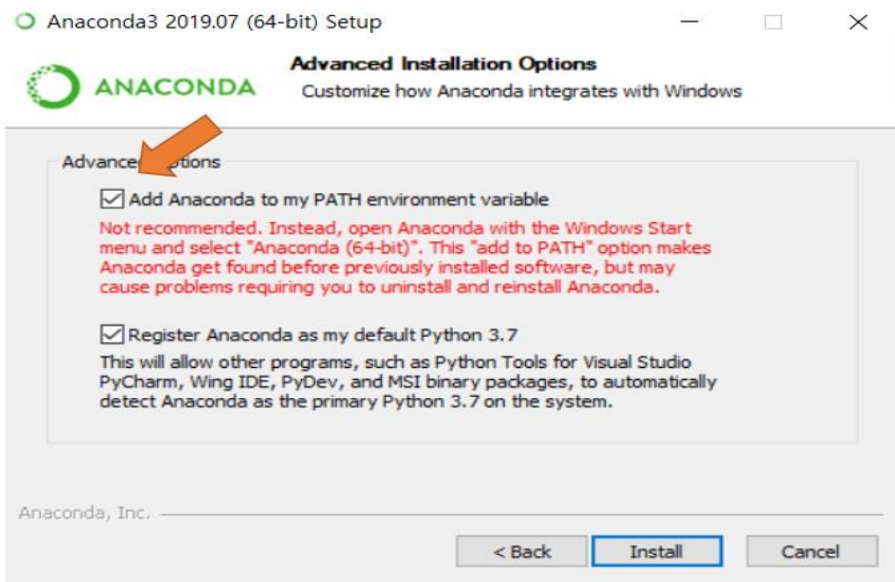 Anaconda3 2019.07 (64-bit) Setup
ANACONDA
Advanced Installation Options
Customize how Anaconda integrates with Windows
Advance tions
Add Anaconda to my PATH environment variable
Not recommended. Instead, open Anaconda with the Windows Start
menu and select "Anaconda (64-bit)". This "add to PATH" option makes
Anaconda get found before previously installed software, but may
cause problems requiring you to uninstall and reinstall Anaconda.
Register Anaconda as my default Python 3.7
This will allow other programs, such as Python Tools for Visual Studio
PyCharm, Wing IDE, PyDev, and MSI binary packages, to automatically
detect Anaconda as the primary Python 3.7 on the system.
Anaconda, Inc.
< Back
Install
Cancel